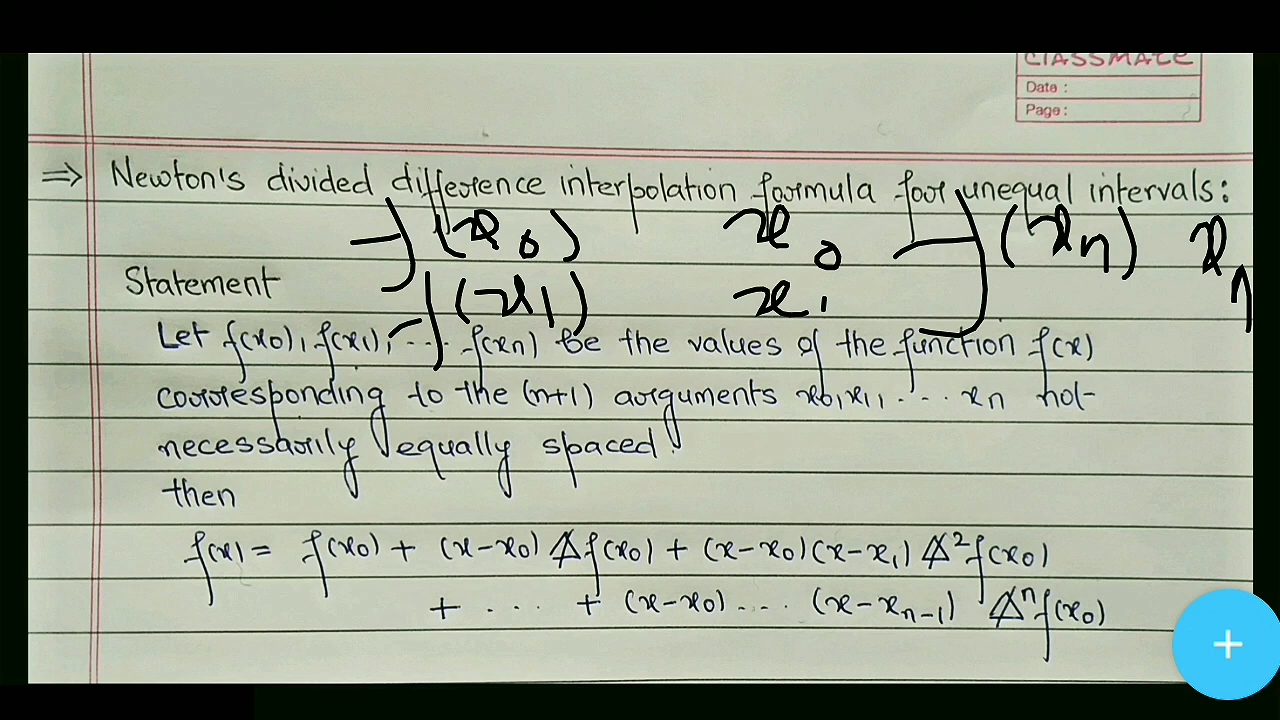 CLASSMATE
Date :
Page :
⇒ Newton's divided difference interpolation formula for unequal intervals:
f(x0) x0 f(xn) xn
Statement f(x1) x1
Let f(x0), f(x1), .... f(xn) be the values of the function f(x)
corresponding to the (n+1) arguments x0, x1, .... xn not
necessarily equally spaced.
then
f(x) = f(x0) + (x-x0) ⍋f(x0) + (x-x0)(x-x1) ⍋²f(x0)
+ .... + (x-x0) .... (x-xn-1) ⍋ⁿf(x0)
+